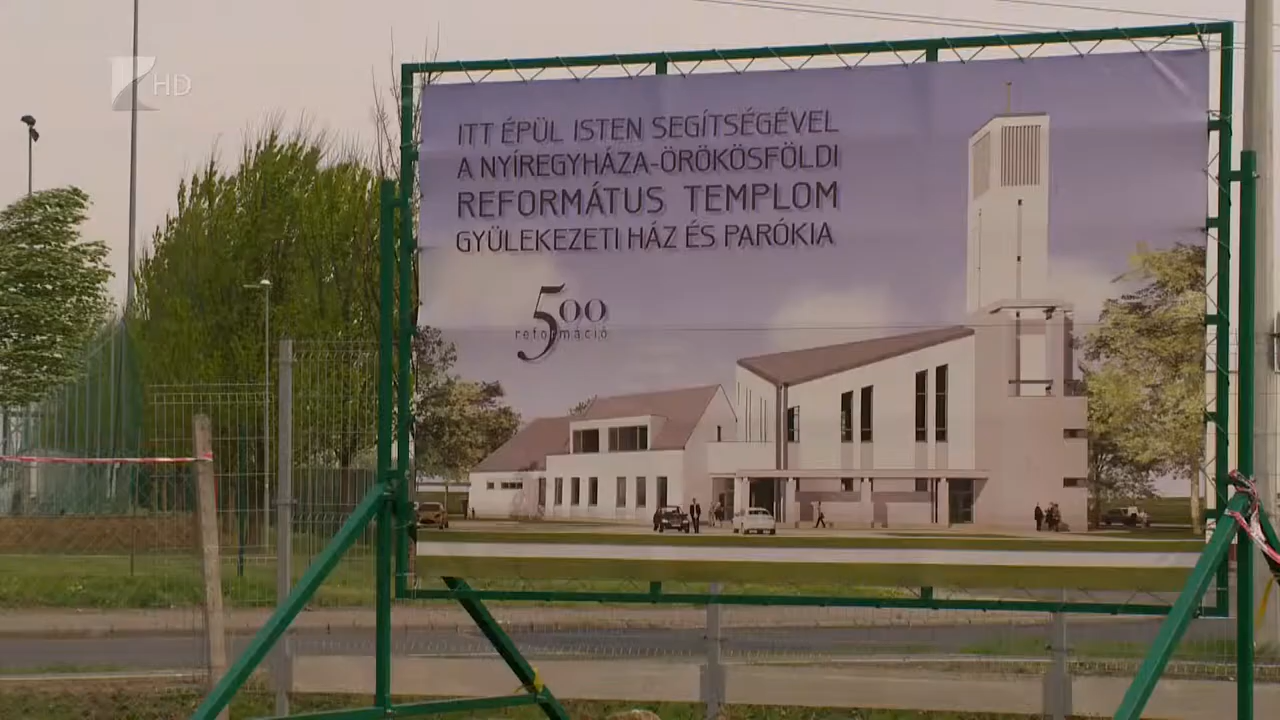 HD
ITT ÉPÜL ISTEN SEGÍTSÉGÉVEL
A NYÍREGYHÁZA-ÖRÖKÖSFÖLDI
REFORMÁTUS TEMPLOM
GYÜLEKEZETI HÁZ ÉS PARÓKIA
500
reformáció